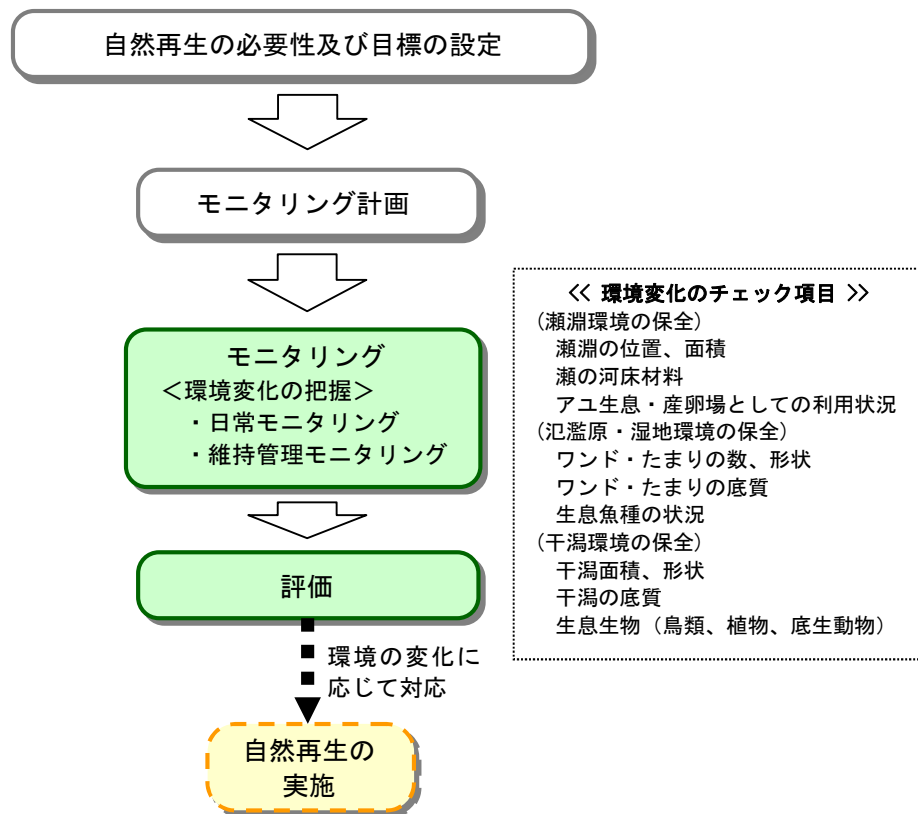 自然再生の必要性及び目標の設定
モニタリング計画
モニタリング
＜環境変化の把握＞
・日常モニタリング
・維持管理モニタリング
評価
環境の変化に
応じて対応
自然再生の
実施
≪ 環境変化のチェック項目 ≫
(瀬淵環境の保全)
瀬淵の位置、面積
瀬の河床材料
アユ生息・産卵場としての利用状況
(氾濫原・湿地環境の保全)
ワンド・たまりの数、形状
ワンド・たまりの底質
生息魚種の状況
(干潟環境の保全)
干潟面積、形状
干潟の底質
生息生物（鳥類、植物、底生動物）